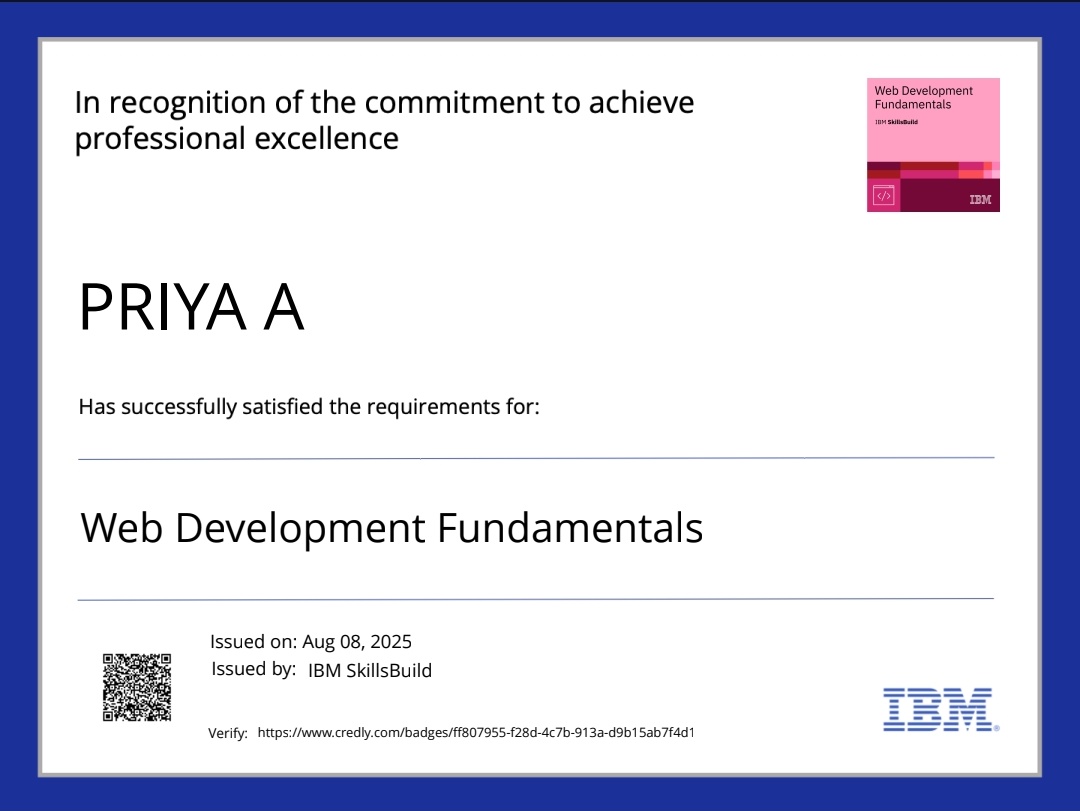 In recognition of the commitment to achieve
professional excellence
Web Development
Fundamentals
IBM SkillsBuild
</>
IBM
PRIYA A
Has successfully satisfied the requirements for:
Web Development Fundamentals
Issued on: Aug 08, 2025
Issued by: IBM SkillsBuild
Verify: https://www.credly.com/badges/ff807955-f28d-4c7b-913a-d9b15ab7f4d1
IBM®